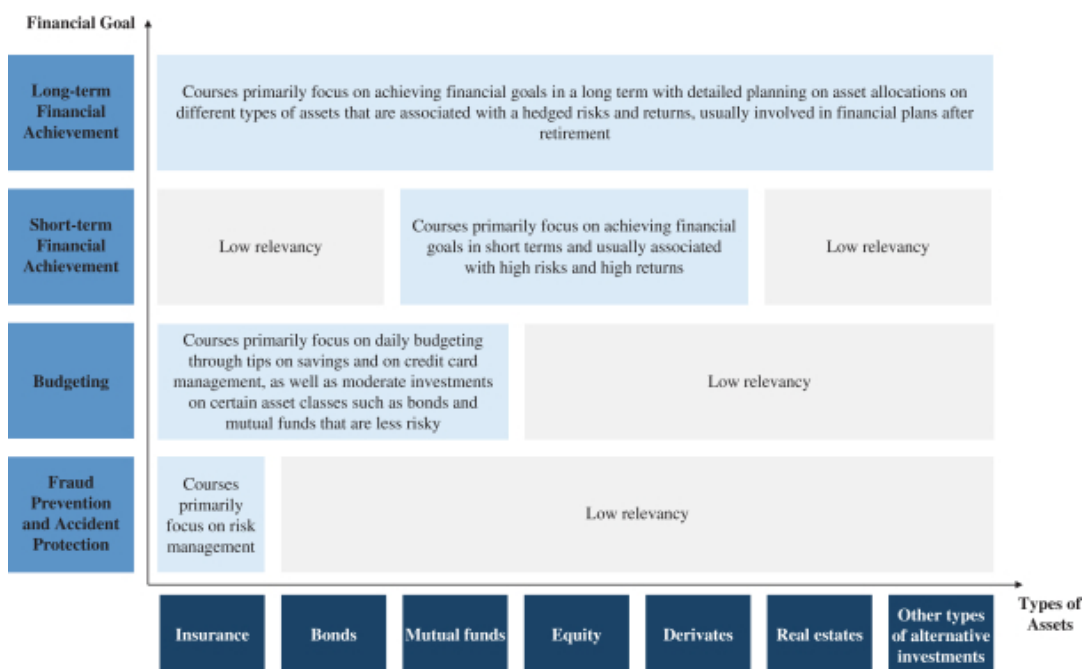 Financial Goal
Long-term
Financial
Achievement
Courses primarily focus on achieving financial goals in a long term with detailed planning on asset allocations on
different types of assets that are associated with a hedged risks and returns, usually involved in financial plans after
retirement
Short-term
Financial
Achievement
Low relevancy
Courses primarily focus on achieving financial
goals in short terms and usually associated
with high risks and high returns
Low relevancy
Budgeting
Courses primarily focus on daily budgeting
through tips on savings and on credit card
management, as well as moderate investments
on certain asset classes such as bonds and
mutual funds that are less risky
Low relevancy
Fraud
Prevention
and Accident
Protection
Courses
primarily
focus on risk
management
Low relevancy
Insurance
Bonds
Mutual funds
Equity
Derivates
Real estates
Other types
of alternative
investments
Types of
Assets